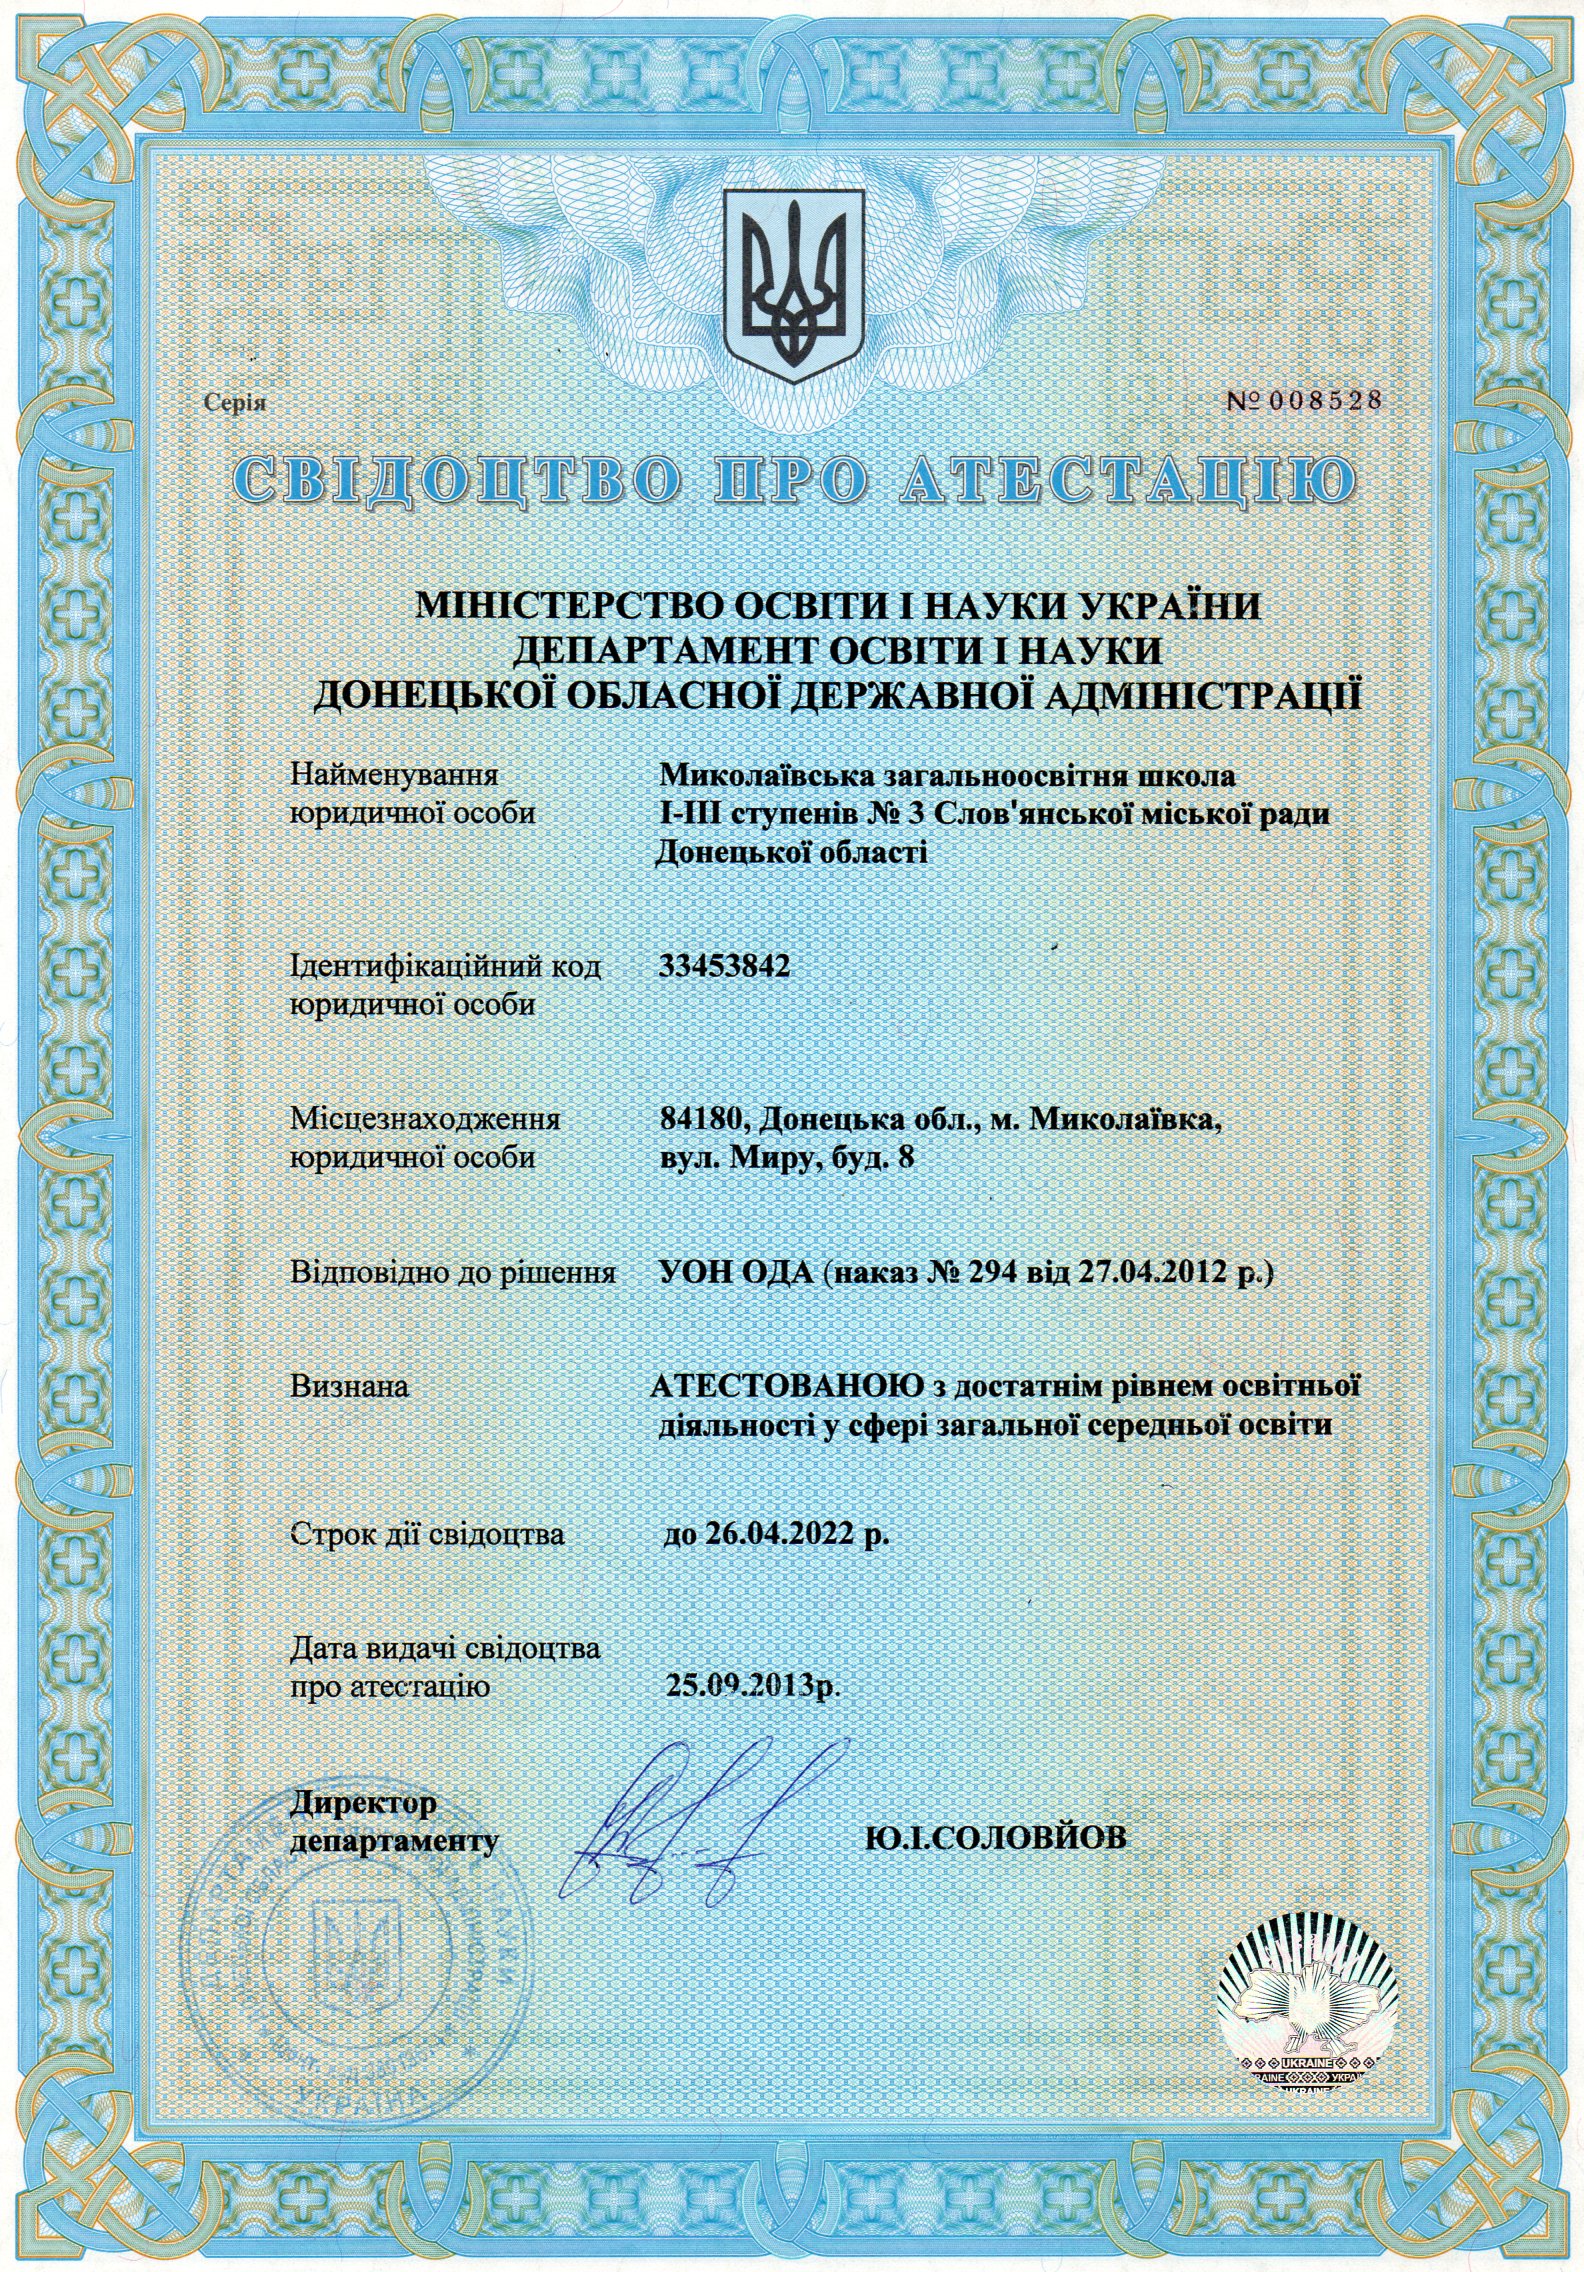 Серія
№ 008528
СВІДОЦТВО ПРО АТЕСТАЦІЮ
МІНІСТЕРСТВО ОСВІТИ І НАУКИ УКРАЇНИ
ДЕПАРТАМЕНТ ОСВІТИ І НАУКИ
ДОНЕЦЬКОЇ ОБЛАСНОЇ ДЕРЖАВНОЇ АДМІНІСТРАЦІЇ
Найменування Миколаївська загальноосвітня школа
юридичної особи І-ІІІ ступенів № 3 Слов'янської міської ради
Донецької області
Ідентифікаційний код 33453842
юридичної особи
Місцезнаходження 84180, Донецька обл., м. Миколаївка,
юридичної особи вул. Миру, буд. 8
Відповідно до рішення УОН ОДА (наказ № 294 від 27.04.2012 р.)
Визнана АТЕСТОВАНОЮ з достатнім рівнем освітньої
діяльності у сфері загальної середньої освіти
Строк дії свідоцтва до 26.04.2022 р.
Дата видачі свідоцтва
про атестацію 25.09.2013р.
Директор
департаменту Ю.І.СОЛОВЙОВ
НАУКИ
УКРАЇНА
UKRAINE